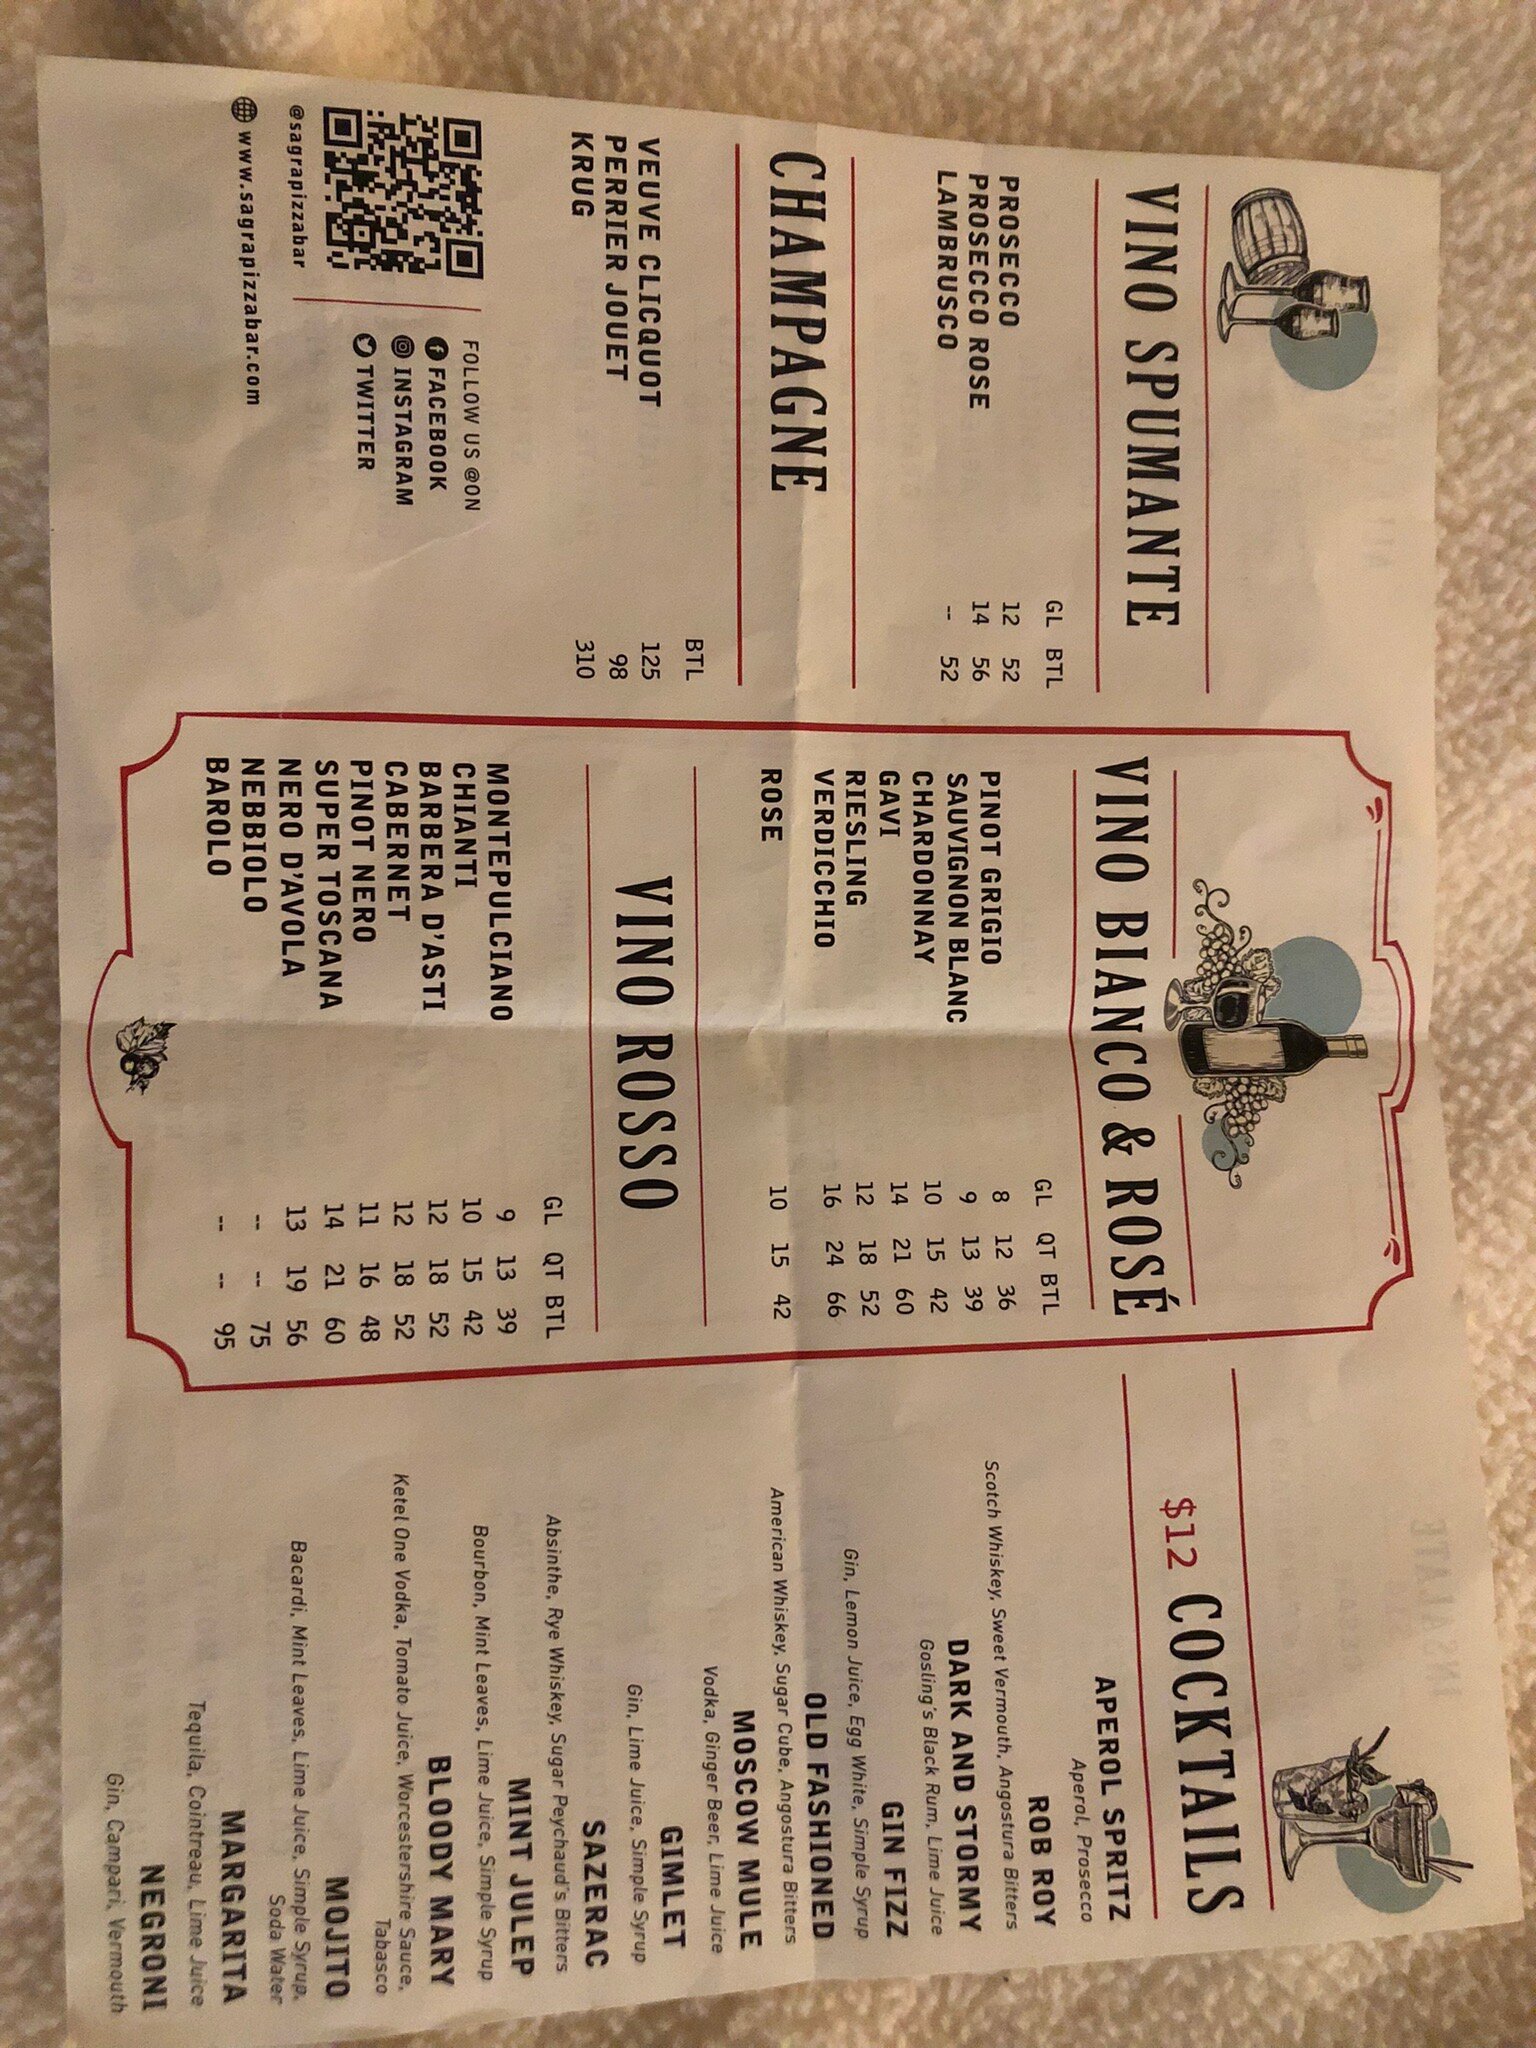 VINO SPUMANTE
GL BTL
PROSECCO 12 52
PROSECCO ROSE 14 56
LAMBRUSCO -- 52
CHAMPAGNE
BTL
VEUVE CLICQUOT 125
PERRIER JOUET 98
KRUG 310
FOLLOW US @ON
FACEBOOK
INSTAGRAM
TWITTER
@sagrapizzabar
www.sagrapizzabar.com
VINO BIANCO & ROSÉ
GL QT BTL
PINOT GRIGIO 8 12 36
SAUVIGNON BLANC 9 13 39
CHARDONNAY 10 15 42
GAVI 14 21 60
RIESLING 12 18 52
VERDICCHIO 16 24 66
ROSE 10 15 42
VINO ROSSO
GL QT BTL
MONTEPULCIANO 9 13 39
CHIANTI 10 15 42
BARBERA D'ASTI 12 18 52
CABERNET 12 18 52
PINOT NERO 11 16 48
SUPER TOSCANA 14 21 60
NERO D'AVOLA 13 19 56
NEBBIOLO -- -- 75
BAROLO -- -- 95
$12 COCKTAILS
APEROL SPRITZ
Aperol, Prosecco
ROB ROY
Scotch Whiskey, Sweet Vermouth, Angostura Bitters
DARK AND STORMY
Gosling's Black Rum, Lime Juice
GIN FIZZ
Gin, Lemon Juice, Egg White, Simple Syrup
OLD FASHIONED
American Whiskey, Sugar Cube, Angostura Bitters
MOSCOW MULE
Vodka, Ginger Beer, Lime Juice
GIMLET
Gin, Lime Juice, Simple Syrup
SAZERAC
Absinthe, Rye Whiskey, Sugar Peychaud's Bitters
MINT JULEP
Bourbon, Mint Leaves, Lime Juice, Simple Syrup
BLOODY MARY
Ketel One Vodka, Tomato Juice, Worcestershire Sauce,
Tabasco
MOJITO
Bacardi, Mint Leaves, Lime Juice, Simple Syrup,
Soda Water
MARGARITA
Tequila, Cointreau, Lime Juice
NEGRONI
Gin, Campari, Vermouth